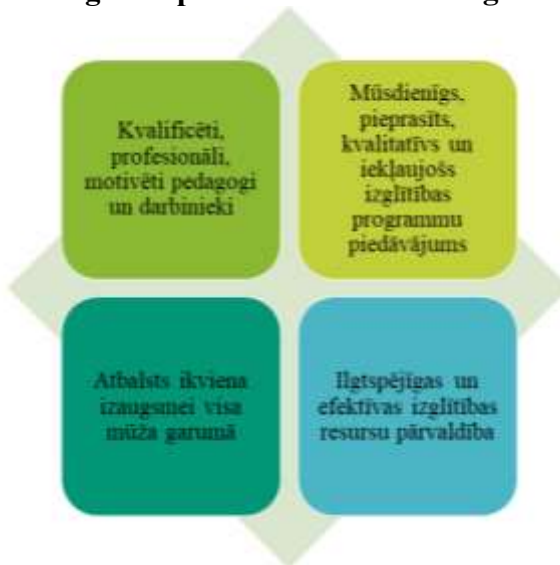 Kvalificēti,
profesionāli,
motivēti pedagogi
un darbinieki
Mūsdienīgs,
pieprasīts,
kvalitatīvs un
iekļaujošs
izglītības
programmu
piedāvājums
Atbalsts ikviena
izaugsmei visa
mūža garumā
Ilgtspējīgas un
efektīvas izglītības
resursu pārvaldība